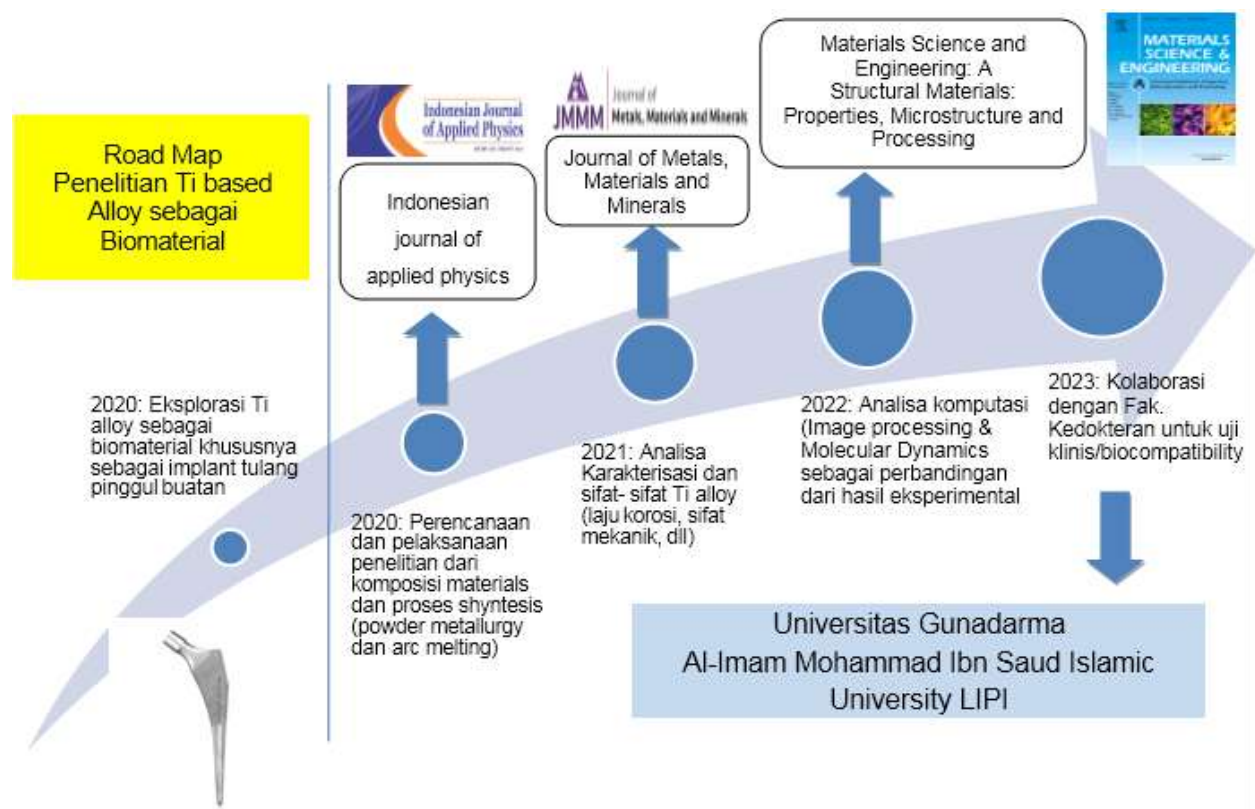 Road Map
Penelitian Ti based
Alloy sebagai
Biomaterial
Indonesian Journal
of Applied Physics
Indonesian
journal of
applied physics
JMMM
Journal of
Metals, Materials and Minerals
Journal of Metals,
Materials and
Minerals
Materials Science and
Engineering: A
Structural Materials:
Properties, Microstructure and
Processing
MATERIALS
SCIENCE &
ENGINEERING
A
2020: Eksplorasi Ti
alloy sebagai
biomaterial khususnya
sebagai implant tulang
pinggul buatan
2020: Perencanaan
dan pelaksanaan
penelitian dari
komposisi materials
dan proses shyntesis
(powder metallurgy
dan arc melting)
2021: Analisa
Karakterisasi dan
sifat- sifat Ti alloy
(laju korosi, sifat
mekanik, dll)
2022: Analisa komputasi
(Image processing &
Molecular Dynamics
sebagai perbandingan
dari hasil eksperimental
2023: Kolaborasi
dengan Fak.
Kedokteran untuk uji
klinis/biocompatibility
Universitas Gunadarma
Al-Imam Mohammad Ibn Saud Islamic
University LIPI